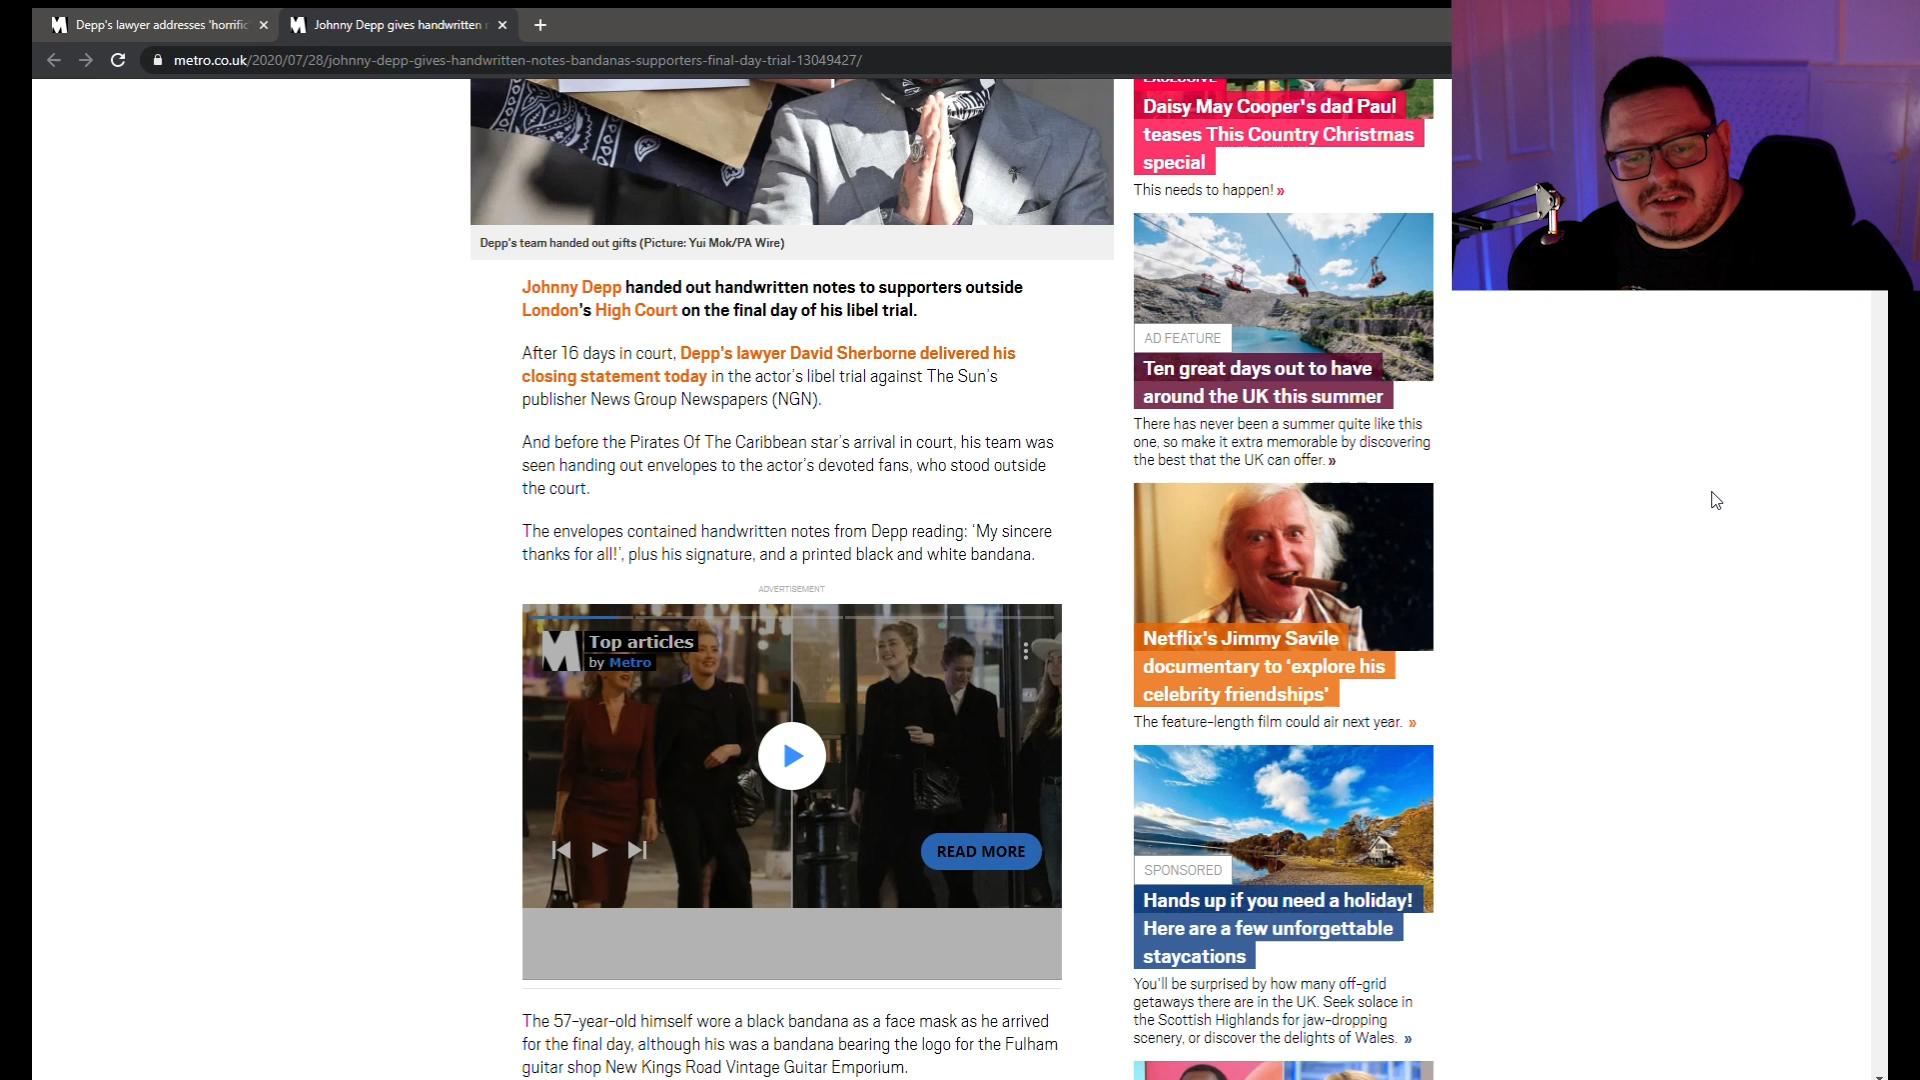 Depp's lawyer addresses 'horrific
Johnny Depp gives handwritten
metro.co.uk/2020/07/28/johnny-depp-gives-handwritten-notes-bandanas-supporters-final-day-trial-13049427/
Depp's team handed out gifts (Picture: Yui Mok/PA Wire)
Johnny Depp handed out handwritten notes to supporters outside
London's High Court on the final day of his libel trial.
After 16 days in court, Depp's lawyer David Sherborne delivered his
closing statement today in the actor's libel trial against The Sun's
publisher News Group Newspapers (NGN).
And before the Pirates Of The Caribbean star's arrival in court, his team was
seen handing out envelopes to the actor's devoted fans, who stood outside
the court.
The envelopes contained handwritten notes from Depp reading: 'My sincere
thanks for all!', plus his signature, and a printed black and white bandana.
ADVERTISEMENT
Top articles
by Metro
READ MORE
The 57-year-old himself wore a black bandana as a face mask as he arrived
for the final day, although his was a bandana bearing the logo for the Fulham
guitar shop New Kings Road Vintage Guitar Emporium.
EXCLUSIVE
Daisy May Cooper's dad Paul
teases This Country Christmas
special
This needs to happen! »
AD FEATURE
Ten great days out to have
around the UK this summer
There has never been a summer quite like this
one, so make it extra memorable by discovering
the best that the UK can offer. »
Netflix's Jimmy Savile
documentary to 'explore his
celebrity friendships'
The feature-length film could air next year. »
SPONSORED
Hands up if you need a holiday!
Here are a few unforgettable
staycations
You'll be surprised by how many off-grid
getaways there are in the UK. Seek solace in
the Scottish Highlands for jaw-dropping
scenery, or discover the delights of Wales. »